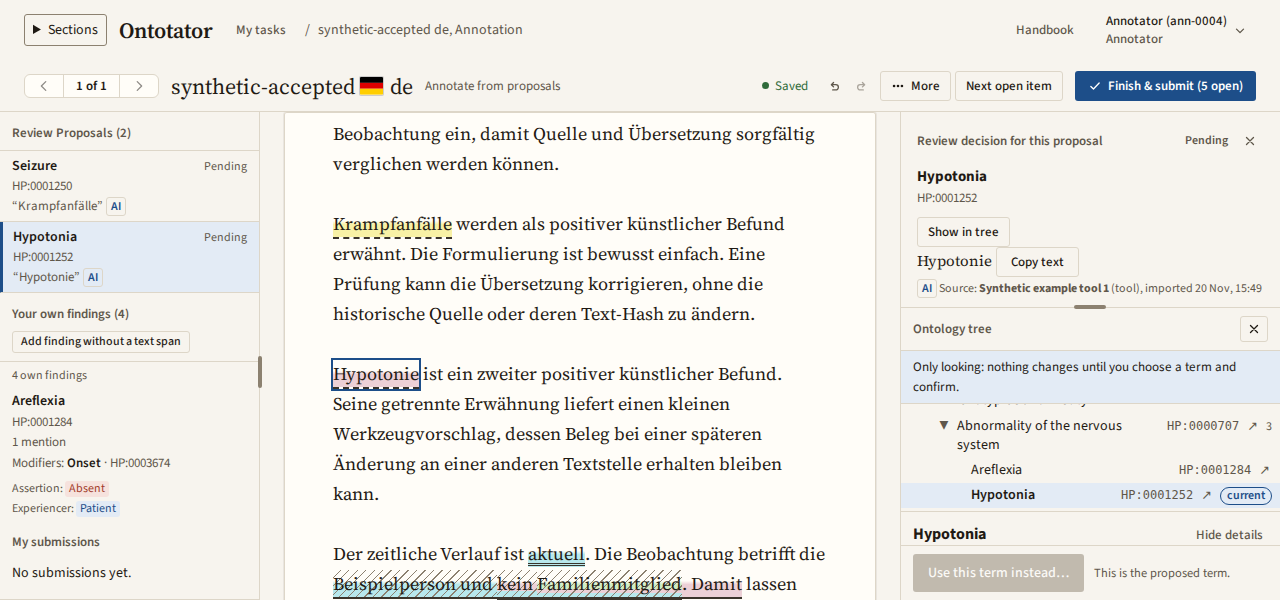 ▶ Sections
Ontotator
My tasks / synthetic-accepted de, Annotation
Handbook
Annotator (ann-0004)
Annotator
1 of 1
synthetic-accepted de
Annotate from proposals
Saved
More
Next open item
Finish & submit (5 open)
Review Proposals (2)
Seizure Pending
HP:0001250
“Krampfanfälle” AI
Hypotonia Pending
HP:0001252
“Hypotonie” AI
Your own findings (4)
Add finding without a text span
4 own findings
Areflexia
HP:0001284
1 mention
Modifiers: Onset · HP:0003674
Assertion: Absent
Experiencer: Patient
My submissions
No submissions yet.
Beobachtung ein, damit Quelle und Übersetzung sorgfältig
verglichen werden können.
Krampfanfälle werden als positiver künstlicher Befund
erwähnt. Die Formulierung ist bewusst einfach. Eine
Prüfung kann die Übersetzung korrigieren, ohne die
historische Quelle oder deren Text-Hash zu ändern.
Hypotonie ist ein zweiter positiver künstlicher Befund.
Seine getrennte Erwähnung liefert einen kleinen
Werkzeugvorschlag, dessen Beleg bei einer späteren
Änderung an einer anderen Textstelle erhalten bleiben
kann.
Der zeitliche Verlauf ist aktuell. Die Beobachtung betrifft die
Beispielperson und kein Familienmitglied. Damit lassen
Review decision for this proposal Pending
Hypotonia
HP:0001252
Show in tree
Hypotonie Copy text
AI Source: Synthetic example tool 1 (tool), imported 20 Nov, 15:49
Ontology tree
Only looking: nothing changes until you choose a term and
confirm.
▼ Abnormality of the nervous system HP:0000707 ↗ 3
Areflexia HP:0001284 ↗
Hypotonia HP:0001252 ↗ current
Hypotonia Hide details
Use this term instead… This is the proposed term.